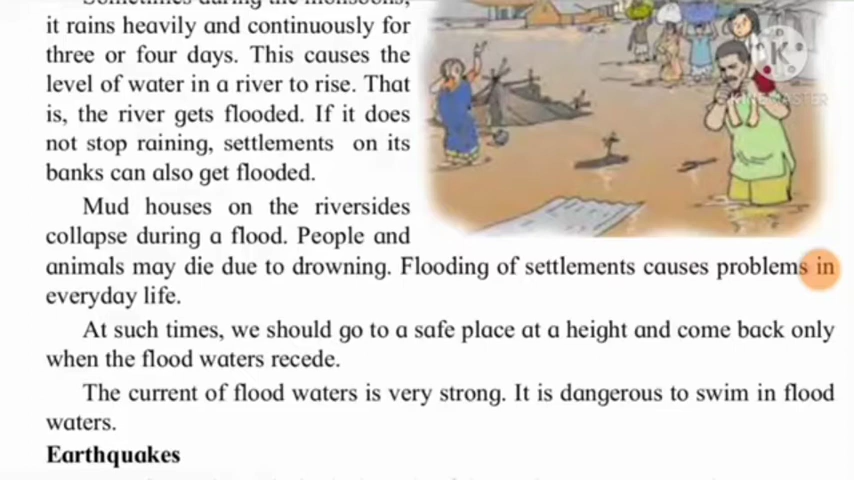 Sometimes during the monsoons,
it rains heavily and continuously for
three or four days. This causes the
level of water in a river to rise. That
is, the river gets flooded. If it does
not stop raining, settlements on its
banks can also get flooded.
Mud houses on the riversides
collapse during a flood. People and
animals may die due to drowning. Flooding of settlements causes problems in
everyday life.
At such times, we should go to a safe place at a height and come back only
when the flood waters recede.
The current of flood waters is very strong. It is dangerous to swim in flood
waters.
Earthquakes